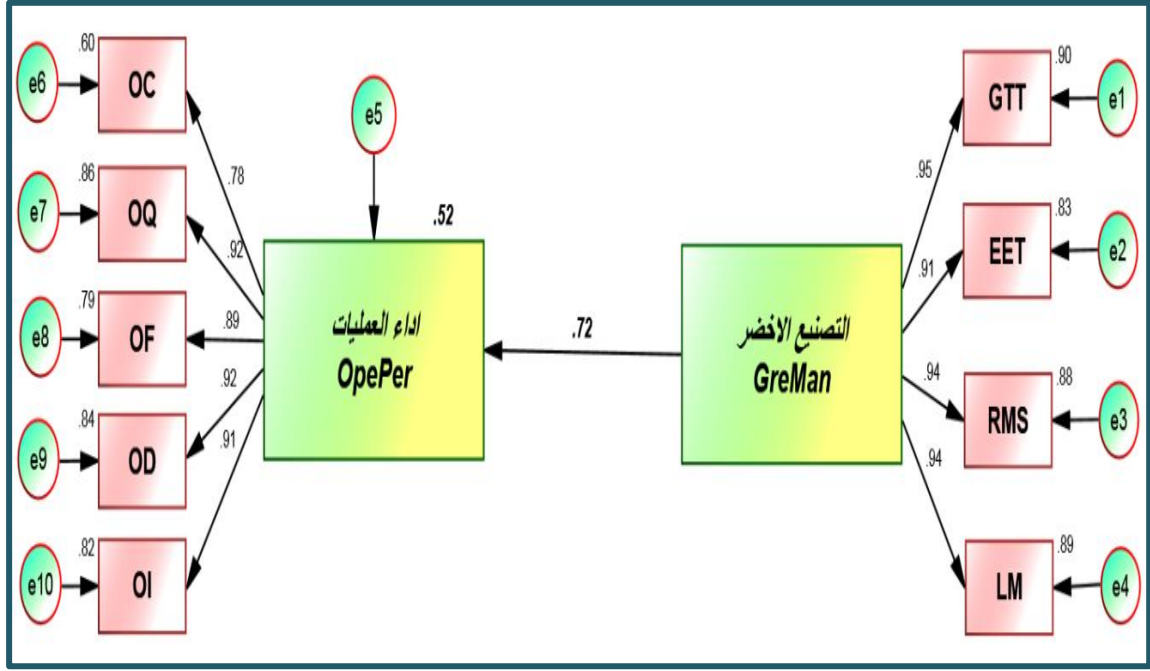 .60
e6
OC
.78
.86
e7
OQ
.92
.79
e8
OF
.89
.84
e9
OD
.92
.82
e10
OI
.91
e5
.52
اداء العمليات
OpePer
.72
التصنيع الاخضر
GreMan
.95
.90
GTT
e1
.91
.83
EET
e2
.94
.88
RMS
e3
.94
.89
LM
e4